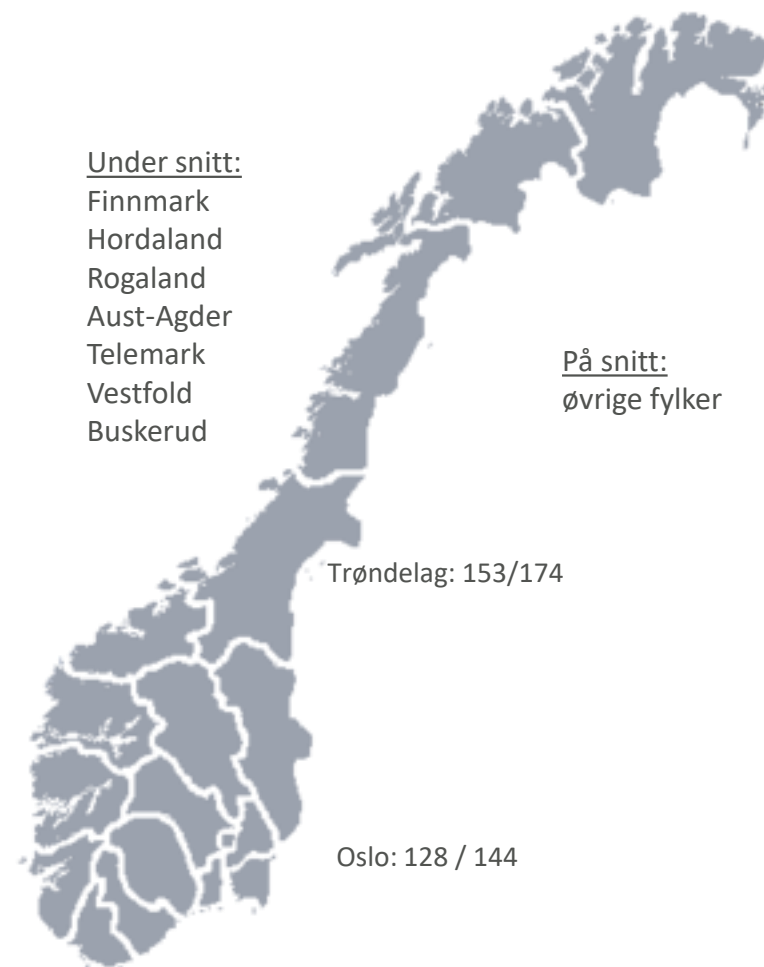 Under snitt:
Finnmark
Hordaland
Rogaland
Aust-Agder
Telemark
Vestfold
Buskerud
På snitt:
øvrige fylker
Trøndelag: 153/174
Oslo: 128 / 144